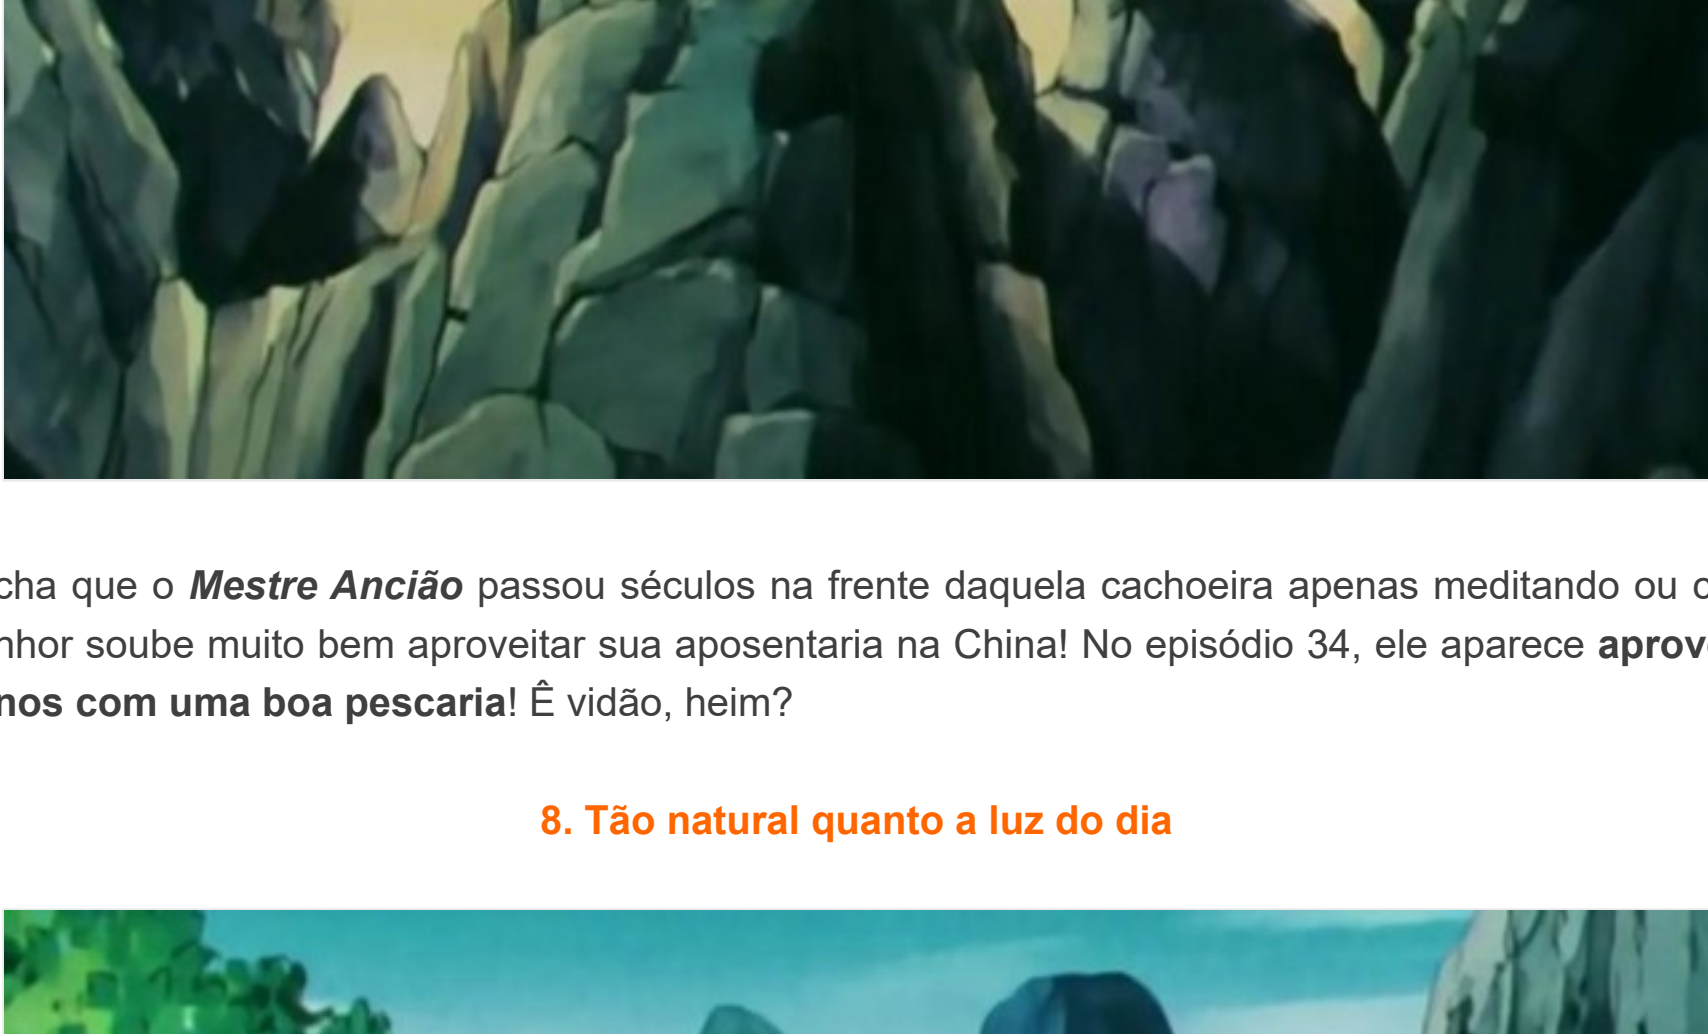 cha que o Mestre Ancião passou séculos na frente daquela cachoeira apenas meditando ou
nhor soube muito bem aproveitar sua aposentaria na China! No episódio 34, ele aparece aprov
nos com uma boa pescaria! Ê vidão, heim?
8. Tão natural quanto a luz do dia